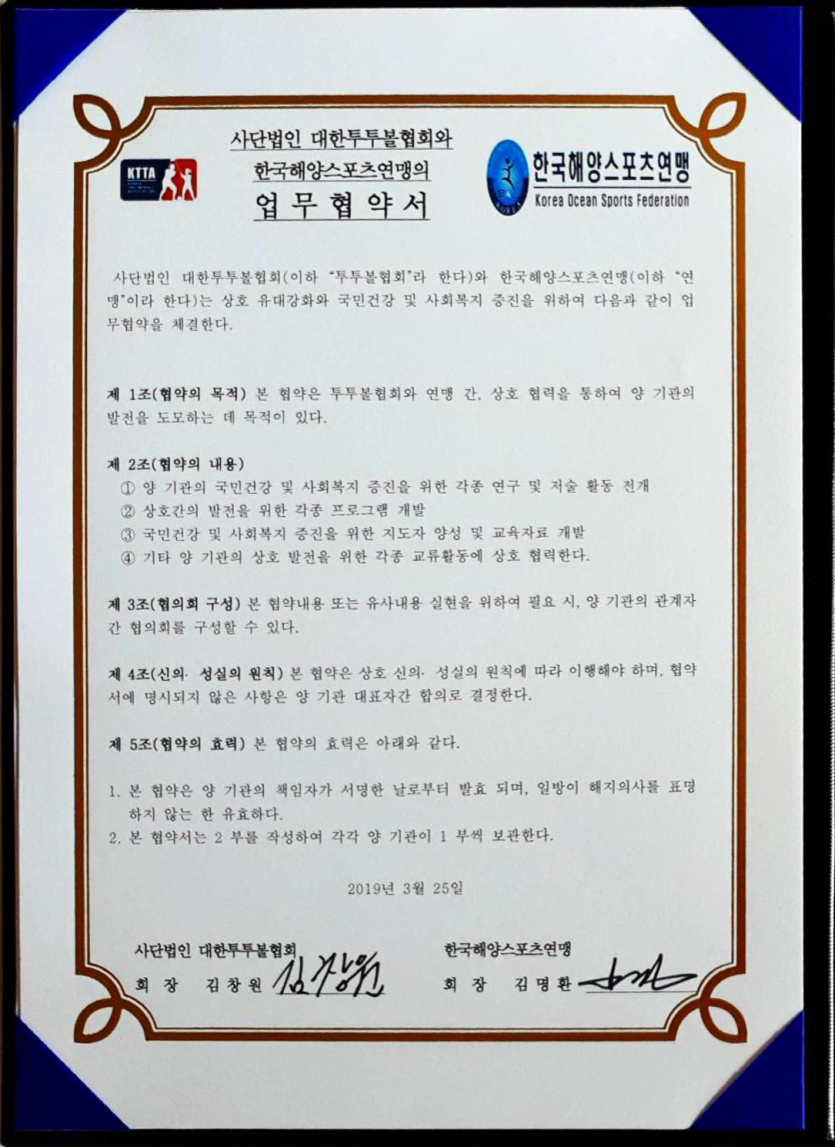 사단법인 대한투투볼협회와
한국해양스포츠연맹의
업 무 협 약 서
KTTA
한국해양스포츠연맹
Korea Ocean Sports Federation
KOREA
사단법인 대한투투볼협회(이하 “투투볼협회”라 한다)와 한국해양스포츠연맹(이하 “연
맹”이라 한다)는 상호 유대강화와 국민건강 및 사회복지 증진을 위하여 다음과 같이 업
무협약을 체결한다.
제 1조(협약의 목적) 본 협약은 투투볼협회와 연맹 간, 상호 협력을 통하여 양 기관의
발전을 도모하는 데 목적이 있다.
제 2조(협약의 내용)
① 양 기관의 국민건강 및 사회복지 증진을 위한 각종 연구 및 저술 활동 전개
② 상호간의 발전을 위한 각종 프로그램 개발
③ 국민건강 및 사회복지 증진을 위한 지도자 양성 및 교육자료 개발
④ 기타 양 기관의 상호 발전을 위한 각종 교류활동에 상호 협력한다.
제 3조(협의회 구성) 본 협약내용 또는 유사내용 실현을 위하여 필요 시, 양 기관의 관계자
간 협의회를 구성할 수 있다.
제 4조(신의· 성실의 원칙) 본 협약은 상호 신의· 성실의 원칙에 따라 이행해야 하며, 협약
서에 명시되지 않은 사항은 양 기관 대표자간 합의로 결정한다.
제 5조(협약의 효력) 본 협약의 효력은 아래와 같다.
1. 본 협약은 양 기관의 책임자가 서명한 날로부터 발효 되며, 일방이 해지의사를 표명
하지 않는 한 유효하다.
2. 본 협약서는 2 부를 작성하여 각각 양 기관이 1 부씩 보관한다.
2019년 3월 25일
사단법인 대한투투볼협회
회 장 김 창 원 김창원
한국해양스포츠연맹
회 장 김 명 환